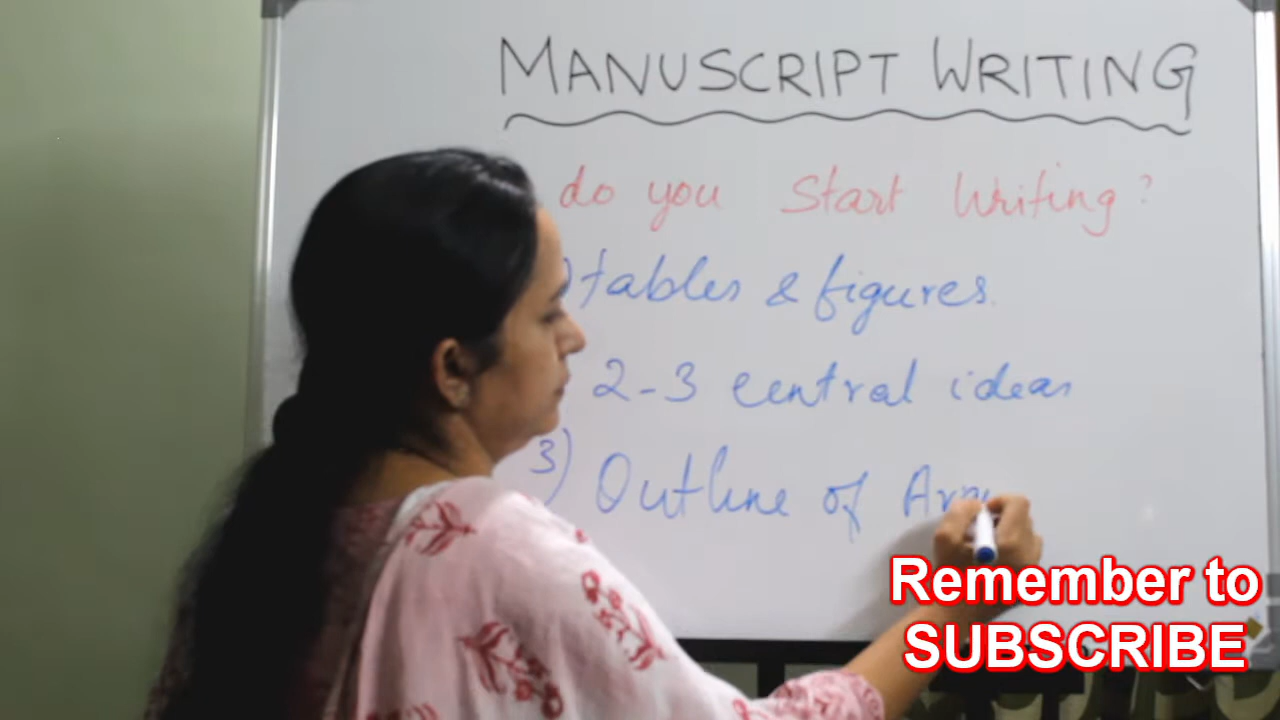 MANUSCRIPT WRITING
do you Start Writing?
) tables & figures.
2-3 central ideas
3) Outline of
Remember to
SUBSCRIBE